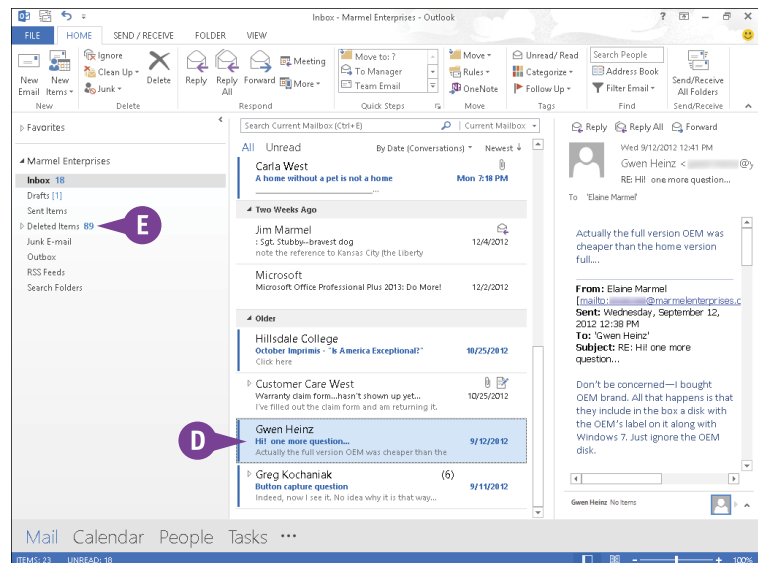 Inbox - Marmel Enterprises - Outlook
FILE HOME SEND / RECEIVE FOLDER VIEW
Ignore
Clean Up
Junk
Delete
New Email
New Items
Reply
Reply All
Forward
Meeting
More
Move to: ?
To Manager
Team Email
Move
Rules
OneNote
Unread/ Read
Categorize
Follow Up
Search People
Address Book
Filter Email
Send/Receive All Folders
New Delete Respond Quick Steps Move Tags Find Send/Receive
Favorites
Marmel Enterprises
Inbox 18
Drafts [1]
Sent Items
Deleted Items 89
E
Junk E-mail
Outbox
RSS Feeds
Search Folders
Search Current Mailbox (Ctrl+E) Current Mailbox
All Unread By Date (Conversations) Newest ↓
Carla West
A home without a pet is not a home Mon 7:18 PM
Two Weeks Ago
Jim Marmel
: Sgt. Stubby--bravest dog 12/4/2012
note the reference to Kansas City (the Liberty
Microsoft
Microsoft Office Professional Plus 2013: Do More! 12/2/2012
Older
Hillsdale College
October Imprimis - "Is America Exceptional?" 10/25/2012
Click here
Customer Care West
Warranty claim form...hasn't shown up yet... 10/25/2012
I've filled out the claim form and am returning it.
D
Gwen Heinz
Hi! one more question... 9/12/2012
Actually the full version OEM was cheaper than the
Greg Kochaniak (6)
Button capture question 9/11/2012
Indeed, now I see it. No idea why it is that way...
Reply Reply All Forward
Wed 9/12/2012 12:41 PM
Gwen Heinz < @y
RE: Hi! one more question...
To 'Elaine Marmel'
Actually the full version OEM was
cheaper than the home version
full....
From: Elaine Marmel
[mailto: @marmelenterprises.c
Sent: Wednesday, September 12,
2012 12:38 PM
To: 'Gwen Heinz'
Subject: RE: Hi! one more
question...
Don't be concerned—I bought
OEM brand. All that happens is that
they include in the box a disk with
the OEM's label on it along with
Windows 7. Just ignore the OEM
disk.
Gwen Heinz No Items
Mail Calendar People Tasks •••
ITEMS: 23 UNREAD: 18 100%